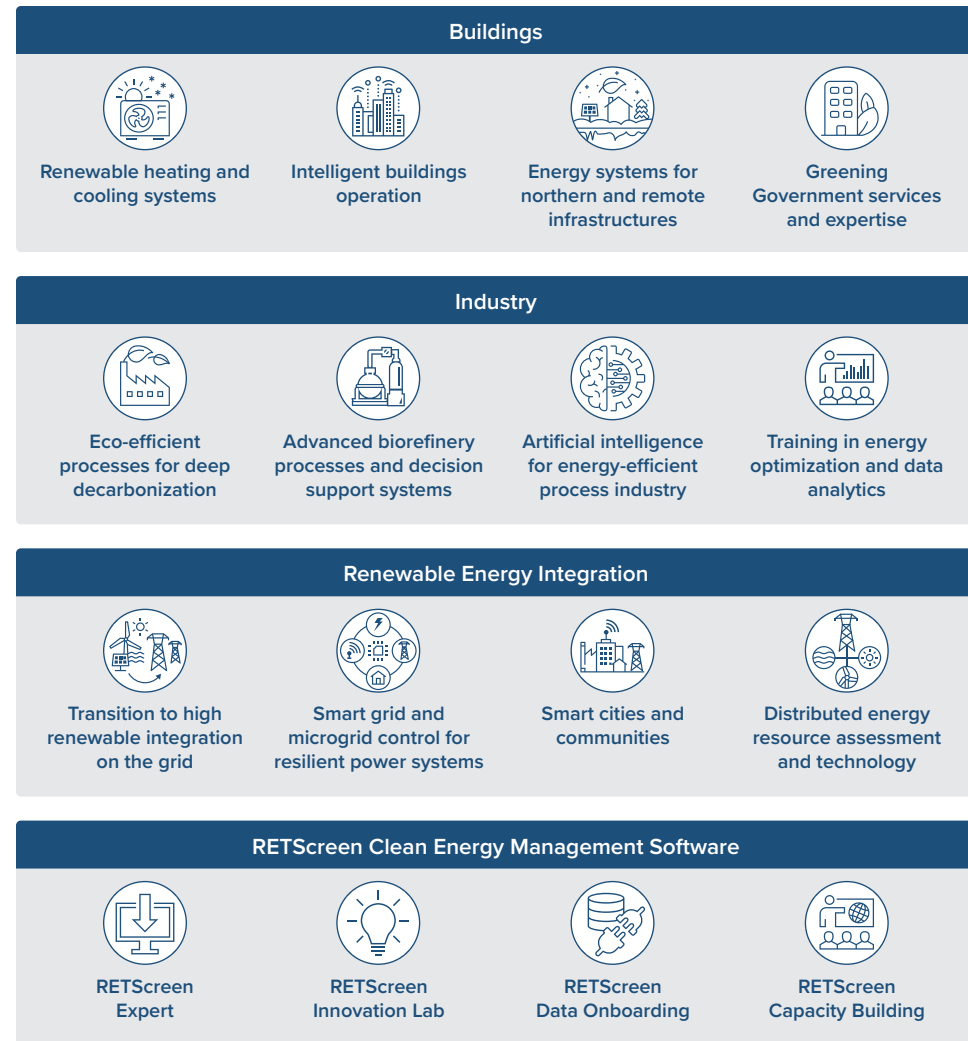 Buildings
Renewable heating and
cooling systems
Intelligent buildings
operation
Energy systems for
northern and remote
infrastructures
Greening
Government services
and expertise
Industry
Eco-efficient
processes for deep
decarbonization
Advanced biorefinery
processes and decision
support systems
Artificial intelligence
for energy-efficient
process industry
Training in energy
optimization and data
analytics
Renewable Energy Integration
Transition to high
renewable integration
on the grid
Smart grid and
microgrid control for
resilient power systems
Smart cities and
communities
Distributed energy
resource assessment
and technology
RETScreen Clean Energy Management Software
RETScreen
Expert
RETScreen
Innovation Lab
RETScreen
Data Onboarding
RETScreen
Capacity Building